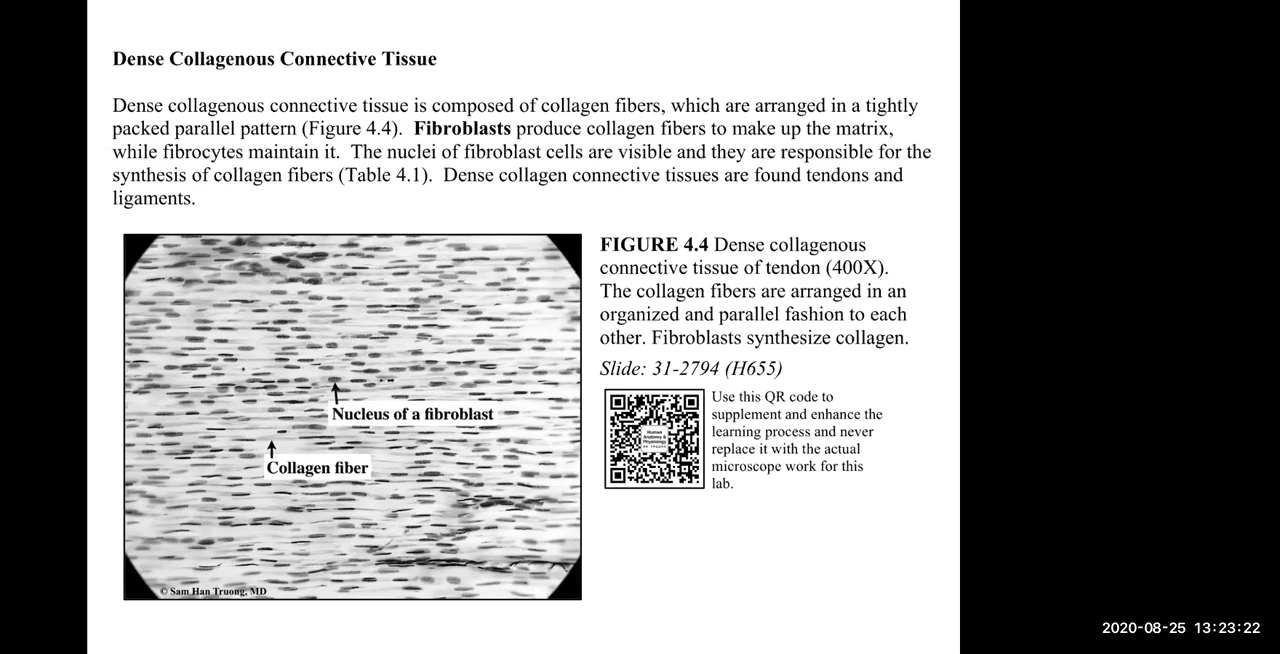 Dense Collagenous Connective Tissue
Dense collagenous connective tissue is composed of collagen fibers, which are arranged in a tightly
packed parallel pattern (Figure 4.4). Fibroblasts produce collagen fibers to make up the matrix,
while fibrocytes maintain it. The nuclei of fibroblast cells are visible and they are responsible for the
synthesis of collagen fibers (Table 4.1). Dense collagen connective tissues are found tendons and
ligaments.
Nucleus of a fibroblast
Collagen fiber
© Sam Han Truong, MD
FIGURE 4.4 Dense collagenous
connective tissue of tendon (400X).
The collagen fibers are arranged in an
organized and parallel fashion to each
other. Fibroblasts synthesize collagen.
Slide: 31-2794 (H655)
Human
Anatomy &
Physiology
Use this QR code to
supplement and enhance the
learning process and never
replace it with the actual
microscope work for this
lab.
2020-08-25 13:23:22